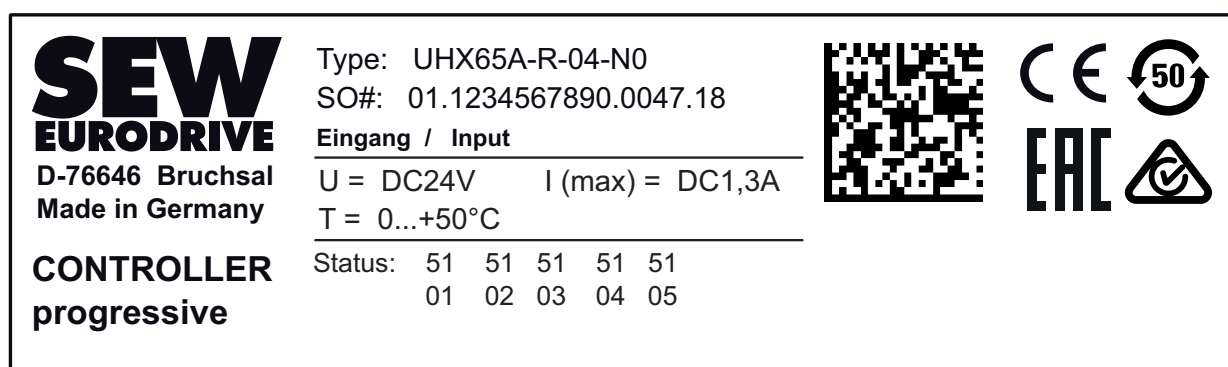 SEW
EURODRIVE
D-76646 Bruchsal
Made in Germany
CONTROLLER
progressive
Type: UHX65A-R-04-N0
SO#: 01.1234567890.0047.18
Eingang / Input
U = DC24V I (max) = DC1,3A
T = 0...+50°C
Status: 51 51 51 51 51
01 02 03 04 05
CE
50
EAC